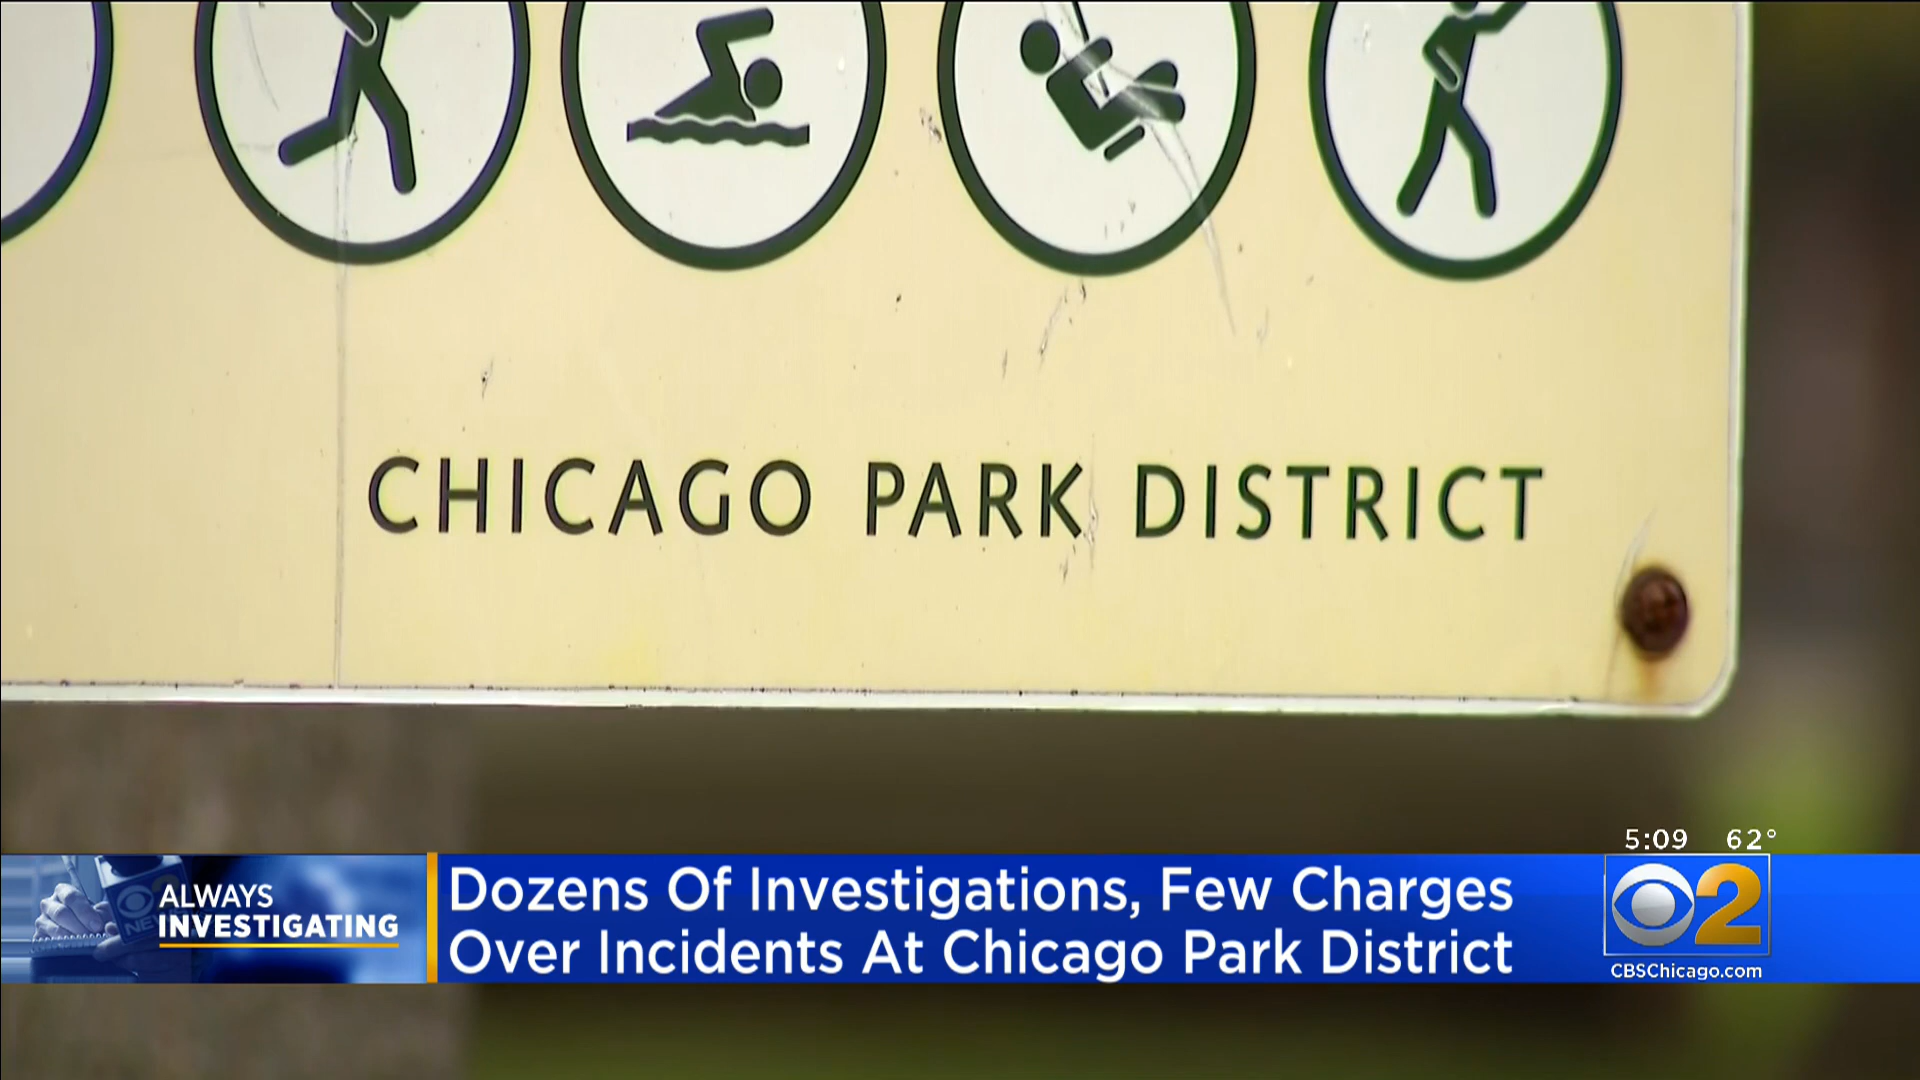 CHICAGO PARK DISTRICT
5:09 62°
ALWAYS
INVESTIGATING
Dozens Of Investigations, Few Charges
Over Incidents At Chicago Park District
2
CBSChicago.com